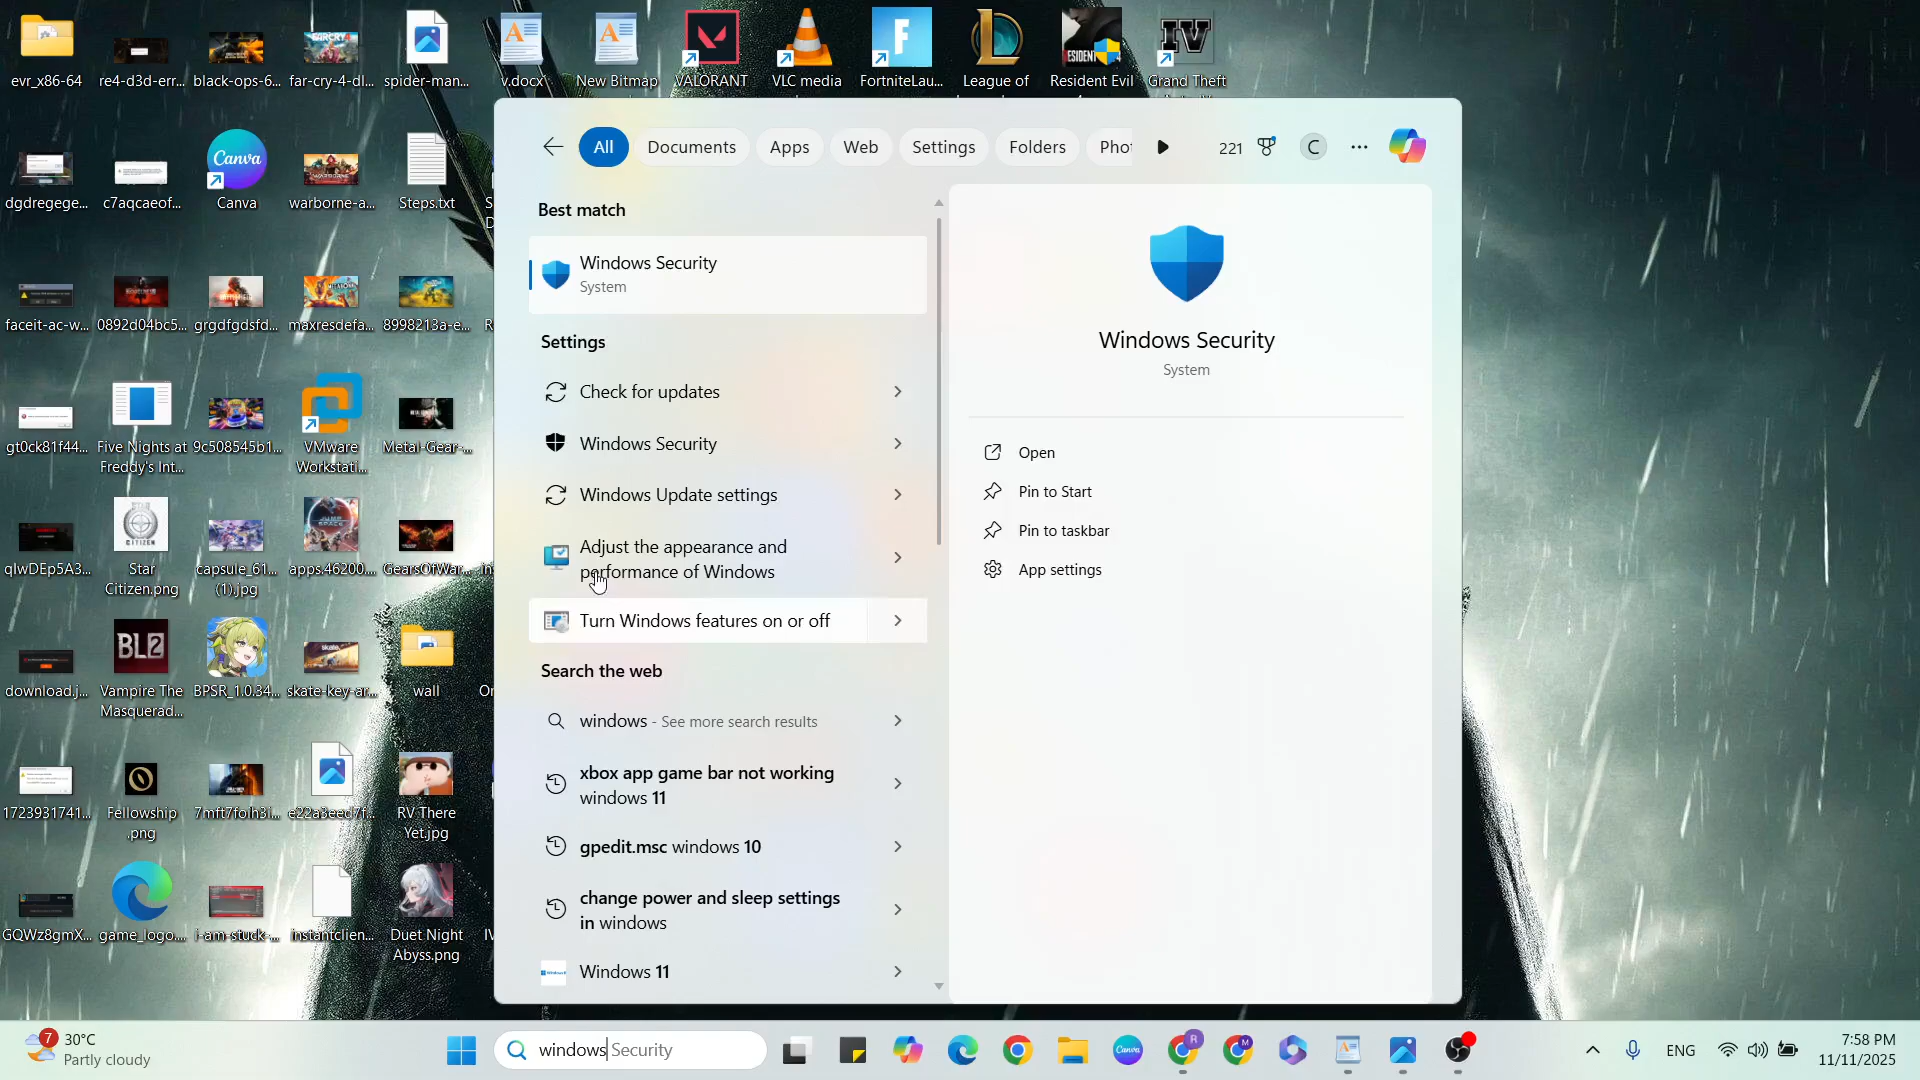 evr_x86-64
re4-d3d-err...
black-ops-6...
far-cry-4-dl...
spider-man...
v.docx
New Bitmap
VALORANT
VLC media
FortniteLau...
League of
Resident Evil
Grand Theft
dgdregege...
c7aqcaeof...
Canva
warborne-a...
Steps.txt
faceit-ac-w...
0892d04bc5...
grgdfgdsfd...
maxresdefa...
8998213a-e...
gt0ck81f44...
Five Nights at
Freddy's Int...
9c508545b1...
VMware
Workstati...
Metal-Gear-...
qIwDEp5A3...
Star
Citizen.png
capsule_61...
(1).jpg
apps.46200...
GearsOfWar...
download.j...
Vampire The
Masquerad...
BPSR_1.0.34...
skate-key-ar...
wall
1723931741...
Fellowship
.png
7mft7foih3i...
e22a3eed7f...
RV There
Yet.jpg
GQWz8gmX...
game_logo....
i-am-stuck-...
instantclien...
Duet Night
Abyss.png
All
Documents
Apps
Web
Settings
Folders
221
C
Best match
Windows Security
System
Settings
Check for updates
Windows Security
Windows Update settings
Adjust the appearance and
performance of Windows
Turn Windows features on or off
Search the web
windows - See more search results
xbox app game bar not working
windows 11
gpedit.msc windows 10
change power and sleep settings
in windows
Windows 11
Windows Security
System
Open
Pin to Start
Pin to taskbar
App settings
7
30°C
Partly cloudy
windows Security
ENG
7:58 PM
11/11/2025